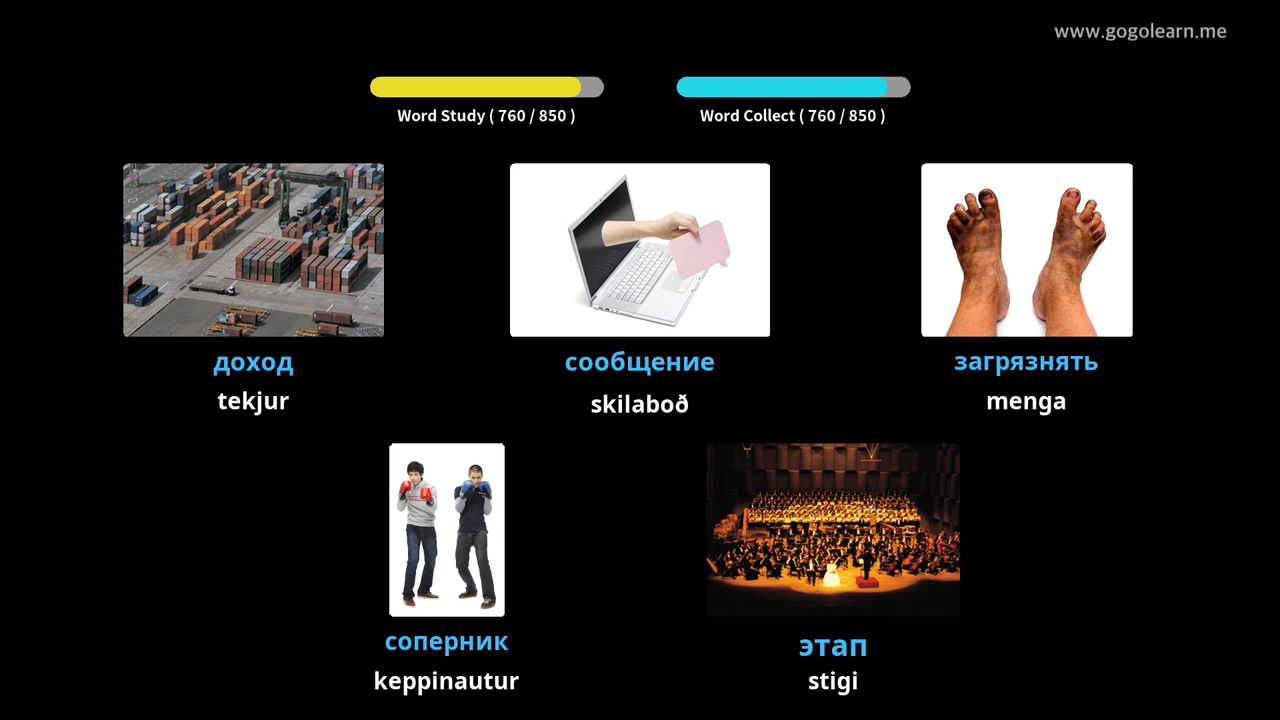 www.gogolearn.me
Word Study ( 760 / 850 )
Word Collect ( 760 / 850 )
доход
tekjur
сообщение
skilaboð
загрязнять
menga
соперник
keppinautur
этап
stigi